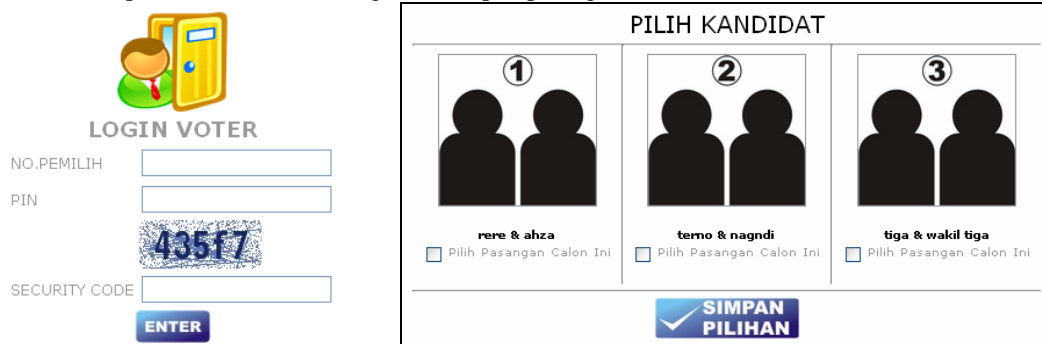 LOGIN VOTER
NO.PEMILIH
PIN
435f7
SECURITY CODE
ENTER
PILIH KANDIDAT
1 2 3
rere & ahza terno & nagndi tiga & wakil tiga
Pilih Pasangan Calon Ini Pilih Pasangan Calon Ini Pilih Pasangan Calon Ini
SIMPAN
PILIHAN